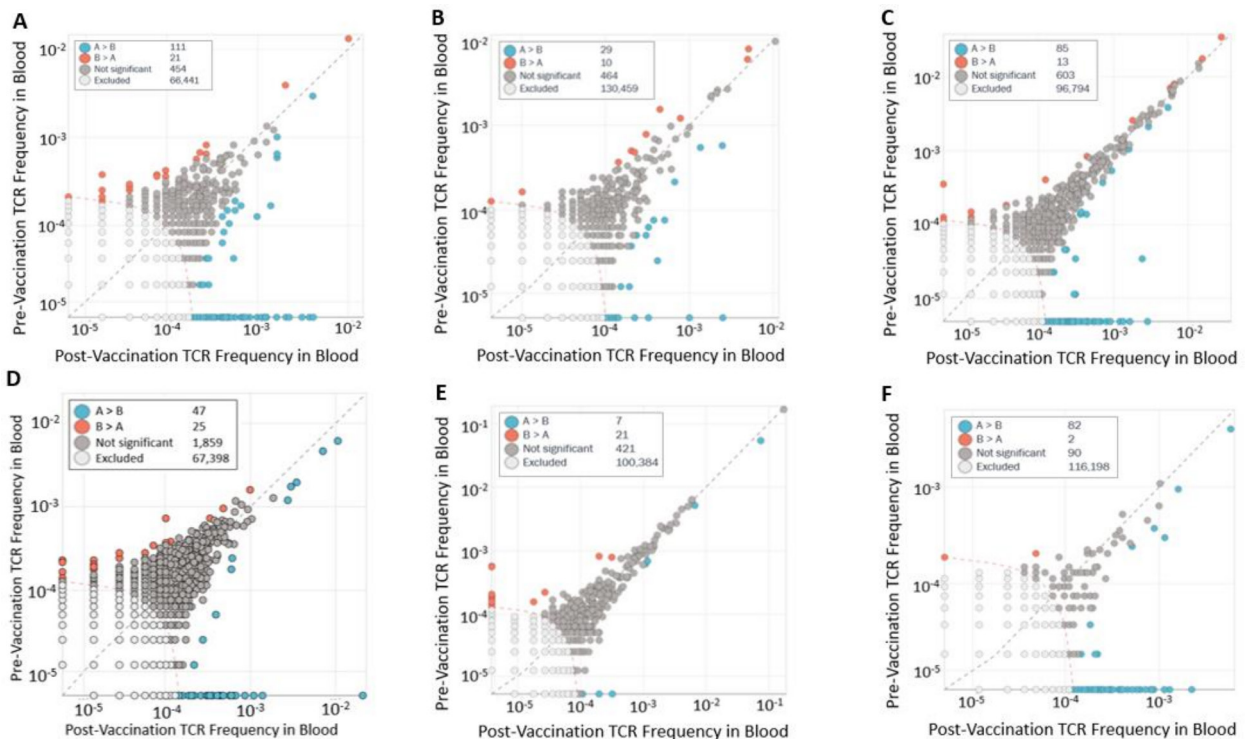 A
A > B 111
B > A 21
Not significant 454
Excluded 66,441
Pre-Vaccination TCR Frequency in Blood
10-2
10-3
10-4
10-5
10-5 10-4 10-3 10-2
Post-Vaccination TCR Frequency in Blood
B
A > B 29
B > A 10
Not significant 464
Excluded 130,459
Pre-Vaccination TCR Frequency in Blood
10-2
10-3
10-4
10-5
10-5 10-4 10-3 10-2
Post-Vaccination TCR Frequency in Blood
C
A > B 85
B > A 13
Not significant 603
Excluded 96,794
Pre-Vaccination TCR Frequency in Blood
10-2
10-3
10-4
10-5
10-5 10-4 10-3 10-2
Post-Vaccination TCR Frequency in Blood
D
A > B 47
B > A 25
Not significant 1,859
Excluded 67,398
Pre-Vaccination TCR Frequency in Blood
10-2
10-3
10-4
10-5
10-5 10-4 10-3 10-2
Post-Vaccination TCR Frequency in Blood
E
A > B 7
B > A 21
Not significant 421
Excluded 100,384
Pre-Vaccination TCR Frequency in Blood
10-1
10-2
10-3
10-4
10-5
10-5 10-4 10-3 10-2 10-1
Post-Vaccination TCR Frequency in Blood
F
A > B 82
B > A 2
Not significant 90
Excluded 116,198
Pre-Vaccination TCR Frequency in Blood
10-3
10-4
10-5
10-5 10-4 10-3
Post-Vaccination TCR Frequency in Blood